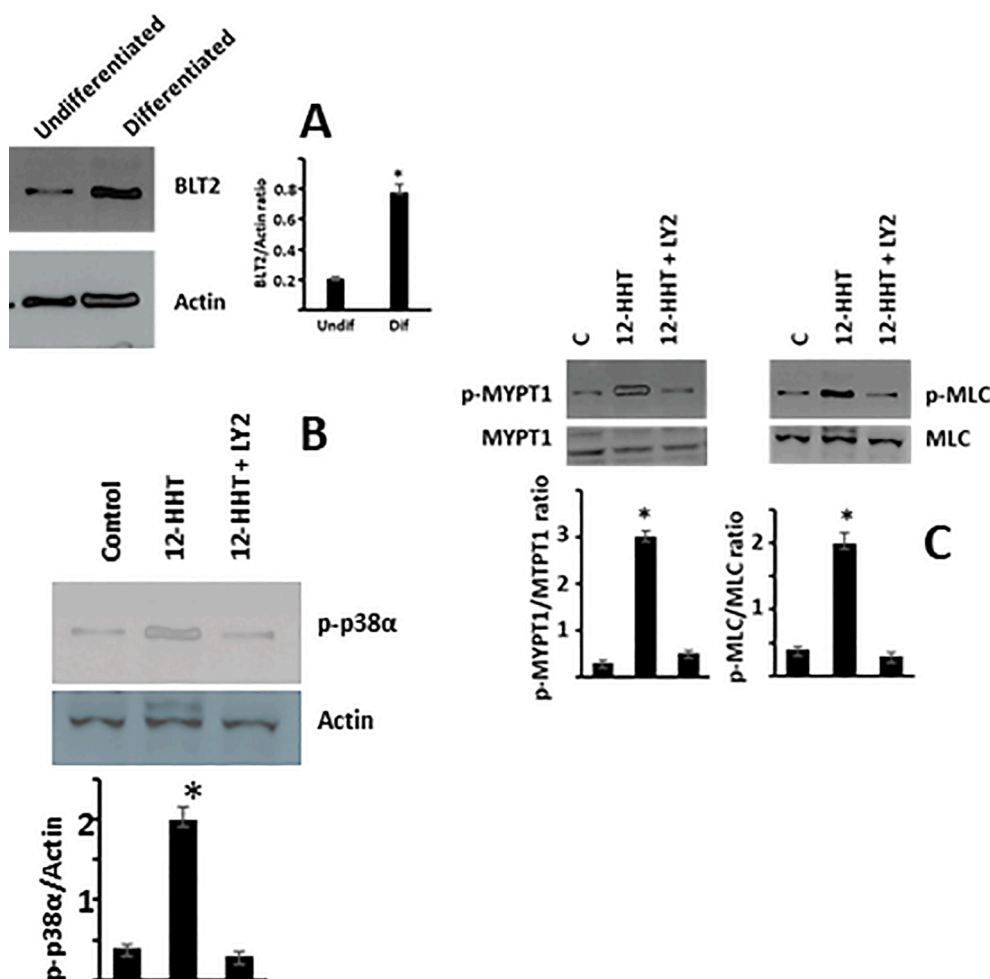 Undifferentiated
Differentiated
BLT2
Actin
A
BLT2/Actin ratio
0.8
0.6
0.4
0.2
*
Undif
Dif
B
Control
12-HHT
12-HHT + LY2
p-p38α
Actin
p-p38α/Actin
2
1
*
C
12-HHT
12-HHT + LY2
p-MYPT1
MYPT1
p-MYPT1/MTPT1 ratio
3
2
1
*
C
12-HHT
12-HHT + LY2
p-MLC
MLC
p-MLC/MLC ratio
2
1
*
C